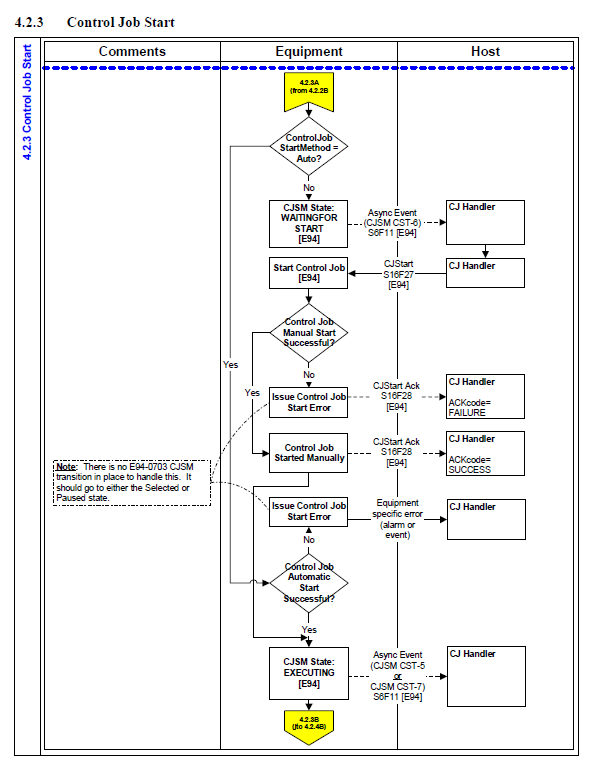 4.2.3 Control Job Start
4.2.3 Control Job Start
Comments
Equipment
Host
4.2.3A
(from 4.2.2B
ControlJob
StartMethod =
Auto?
No
CJSM State:
WAITINGFOR
START
[E94]
Async Event
(CJSM CST-6)
S6F11 [E94]
CJ Handler
Start Control Job
[E94]
CJStart
S16F27
[E94]
CJ Handler
Control Job
Manual Start
Successful?
Yes
No
Yes
Issue Control Job
Start Error
CJStart Ack
S16F28
[E94]
CJ Handler
ACKcode=
FAILURE
Control Job
Started Manually
CJStart Ack
S16F28
[E94]
CJ Handler
ACKcode=
SUCCESS
Note: There is no E94-0703 CJSM
transition in place to handle this. It
should go to either the Selected or
Paused state.
Issue Control Job
Start Error
Equipment
specific error
(alarm or
event)
CJ Handler
No
Control Job
Automatic
Start
Successful?
Yes
CJSM State:
EXECUTING
[E94]
Async Event
(CJSM CST-5
or
CJSM CST-7)
S6F11 [E94]
CJ Handler
4.2.3B
(jto 4.2.4B)